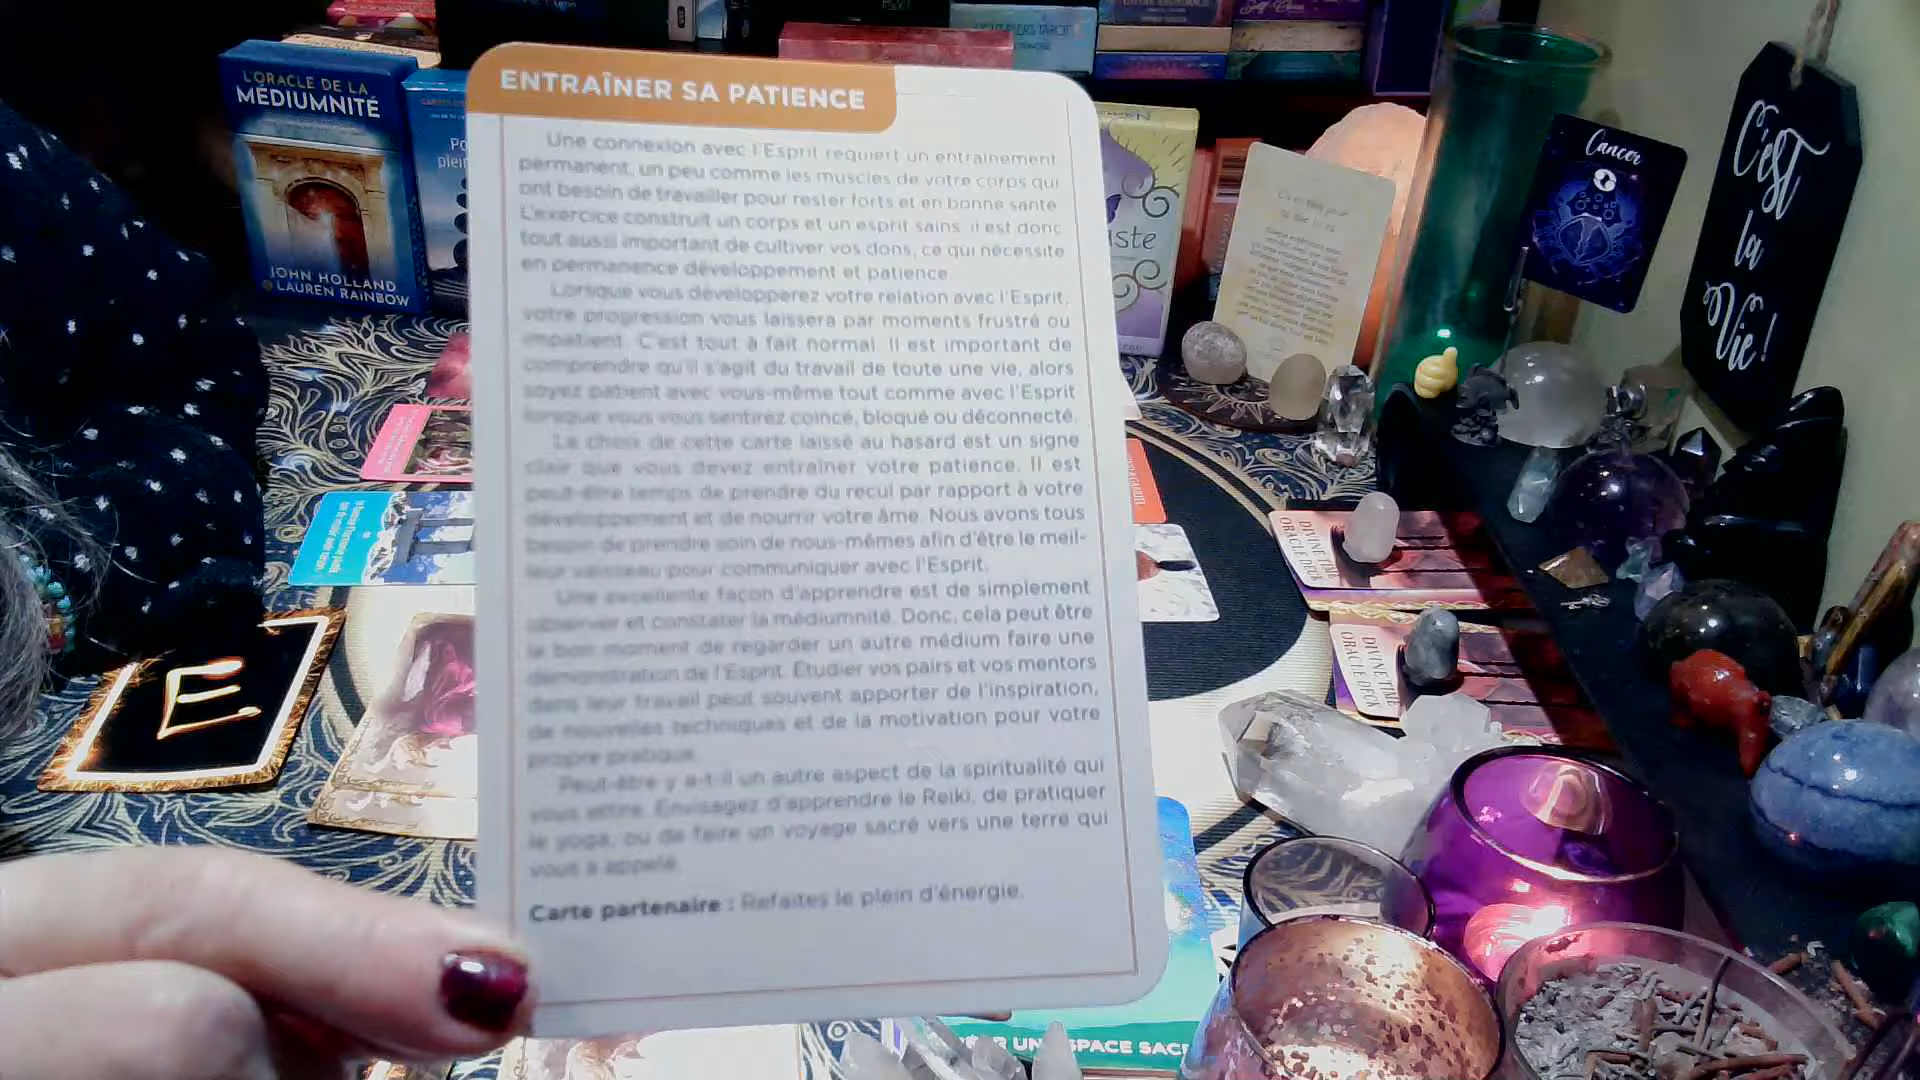 ENTRAÎNER SA PATIENCE
Une connexion avec l'Esprit requiert un entraînement
permanent, un peu comme les muscles de votre corps qui
ont besoin de travailler pour rester forts et en bonne santé.
L'exercice construit un corps et un esprit sains, il est donc
tout aussi important de cultiver vos dons, ce qui nécessite
en permanence développement et patience.
Lorsque vous développerez votre relation avec l'Esprit,
votre progression vous laissera par moments frustré ou
impatient. C'est tout à fait normal. Il est important de
comprendre qu'il s'agit du travail de toute une vie, alors
soyez patient avec vous-même tout comme avec l'Esprit
lorsque vous vous sentirez coincé, bloqué ou déconnecté.
Le choix de cette carte laissé au hasard est un signe
clair que vous devez entraîner votre patience. Il est
peut-être temps de prendre du recul par rapport à votre
développement et de nourrir votre âme. Nous avons tous
besoin de prendre soin de nous-mêmes afin d'être le meil-
leur vaisseau pour communiquer avec l'Esprit.
Une excellente façon d'apprendre est de simplement
observer et constater la médiumnité. Donc, cela peut être
le bon moment de regarder un autre médium faire une
démonstration de l'Esprit. Étudier vos pairs et vos mentors
dans leur travail peut souvent apporter de l'inspiration,
de nouvelles techniques et de la motivation pour votre
propre pratique.
Peut-être y a-t-il un autre aspect de la spiritualité qui
vous attire. Envisagez d'apprendre le Reiki, de pratiquer
le yoga, ou de faire un voyage sacré vers une terre qui
vous a appelé.
Carte partenaire : Refaites le plein d'énergie.
L'ORACLE DE LA
MÉDIUMNITÉ
JOHN HOLLAND
& LAUREN RAINBOW
Cancer
C'est
la
Vie!
E
DIVINE
ORACLE DECK
DIVINE
ORACLE DECK